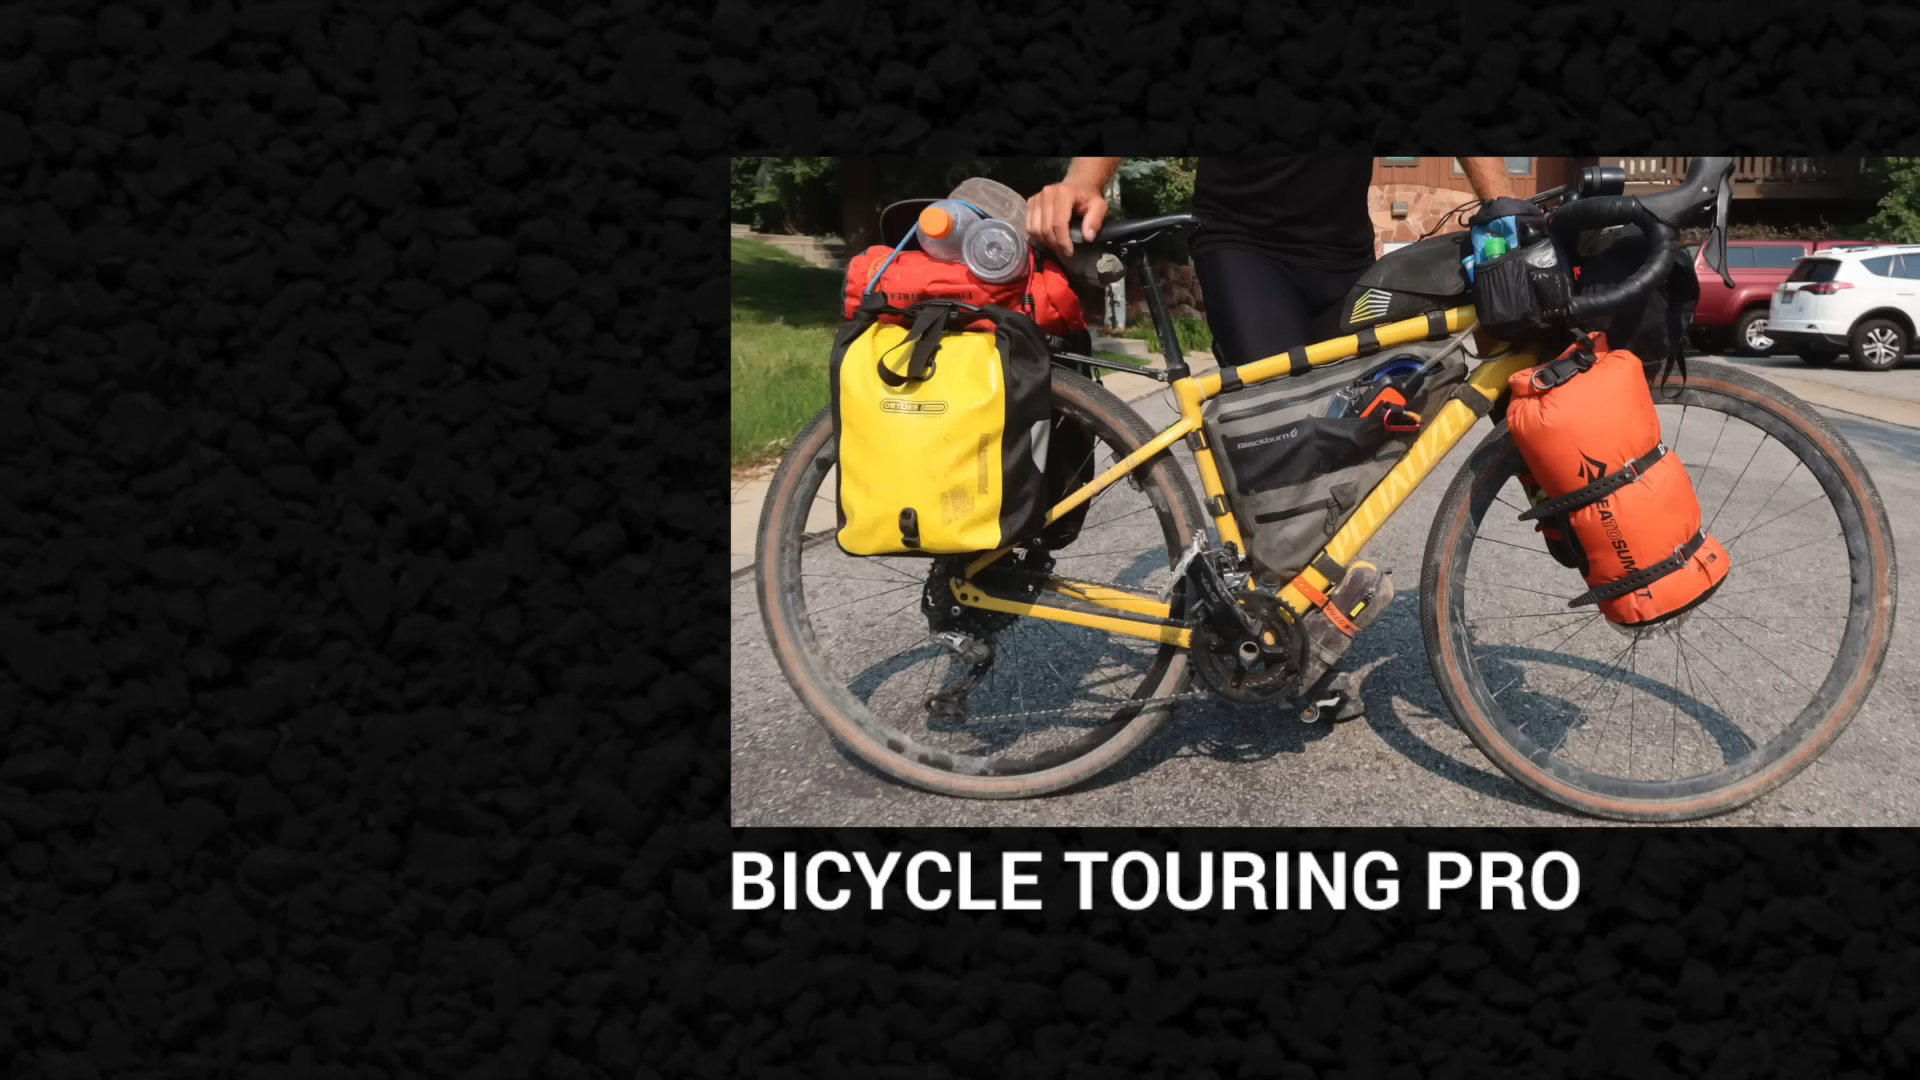 ORTLIEB
Blackburn
SPECIALIZED
SEATOSUMMIT
BICYCLE TOURING PRO